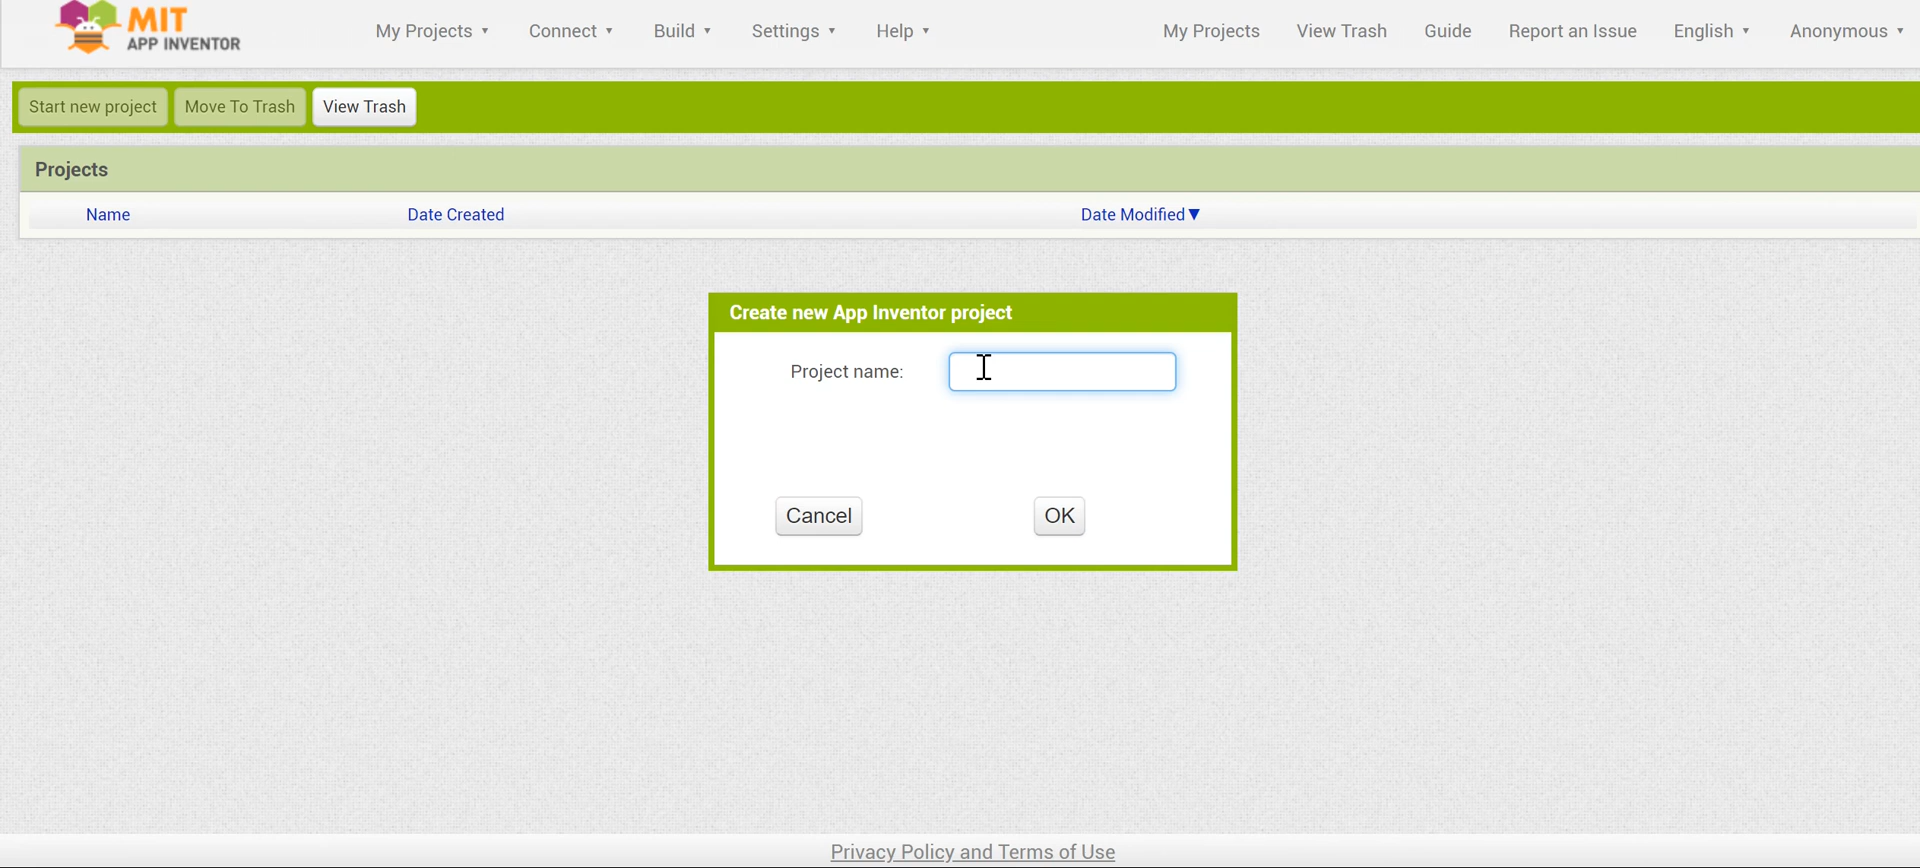 MIT
APP INVENTOR
My Projects ▼ Connect ▼ Build ▼ Settings ▼ Help ▼ My Projects View Trash Guide Report an Issue English ▼ Anonymous ▼
Start new project Move To Trash View Trash
Projects
Name Date Created Date Modified▼
Create new App Inventor project
Project name:
Cancel OK
Privacy Policy and Terms of Use